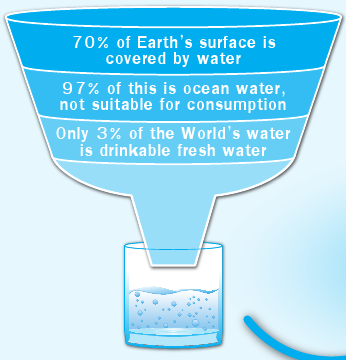 70% of Earth's surface is
covered by water
97% of this is ocean water,
not suitable for consumption
Only 3% of the World's water
is drinkable fresh water